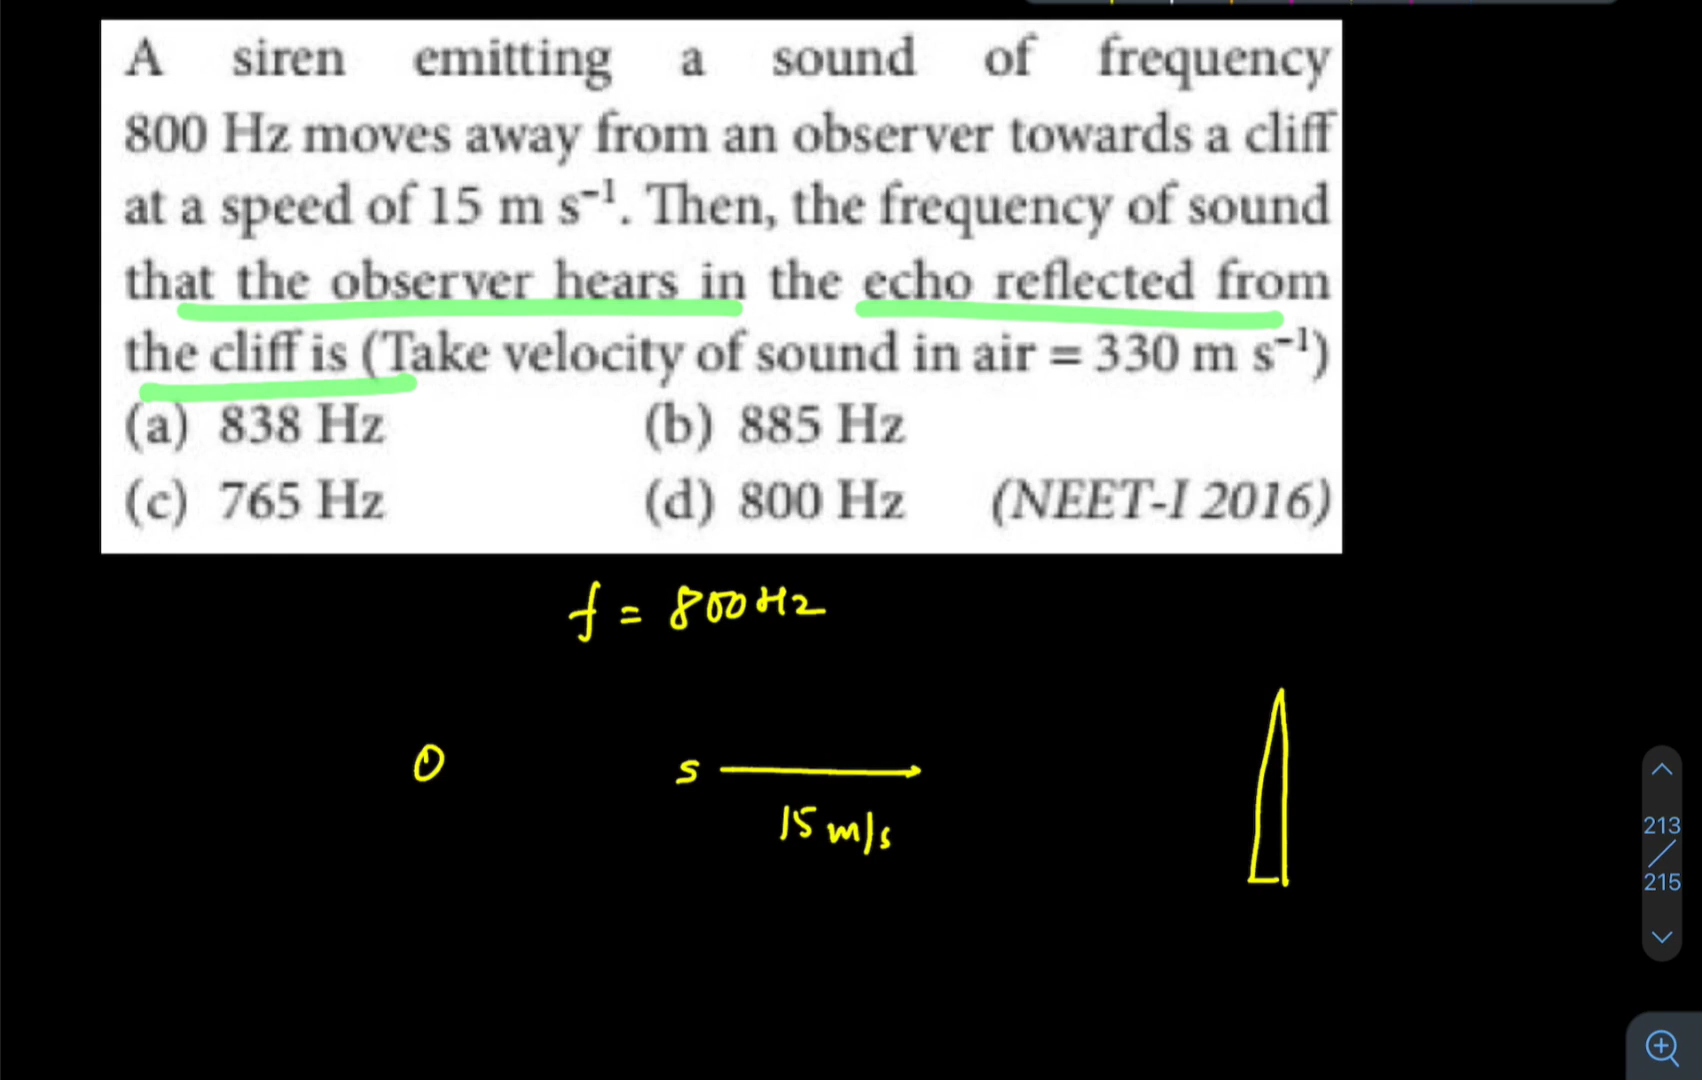 A siren emitting a sound of frequency
800 Hz moves away from an observer towards a cliff
at a speed of 15 m s⁻¹. Then, the frequency of sound
that the observer hears in the echo reflected from
the cliff is (Take velocity of sound in air = 330 m s⁻¹)
(a) 838 Hz (b) 885 Hz
(c) 765 Hz (d) 800 Hz (NEET-I 2016)
f = 800Hz
O S
15 m/s
213
215